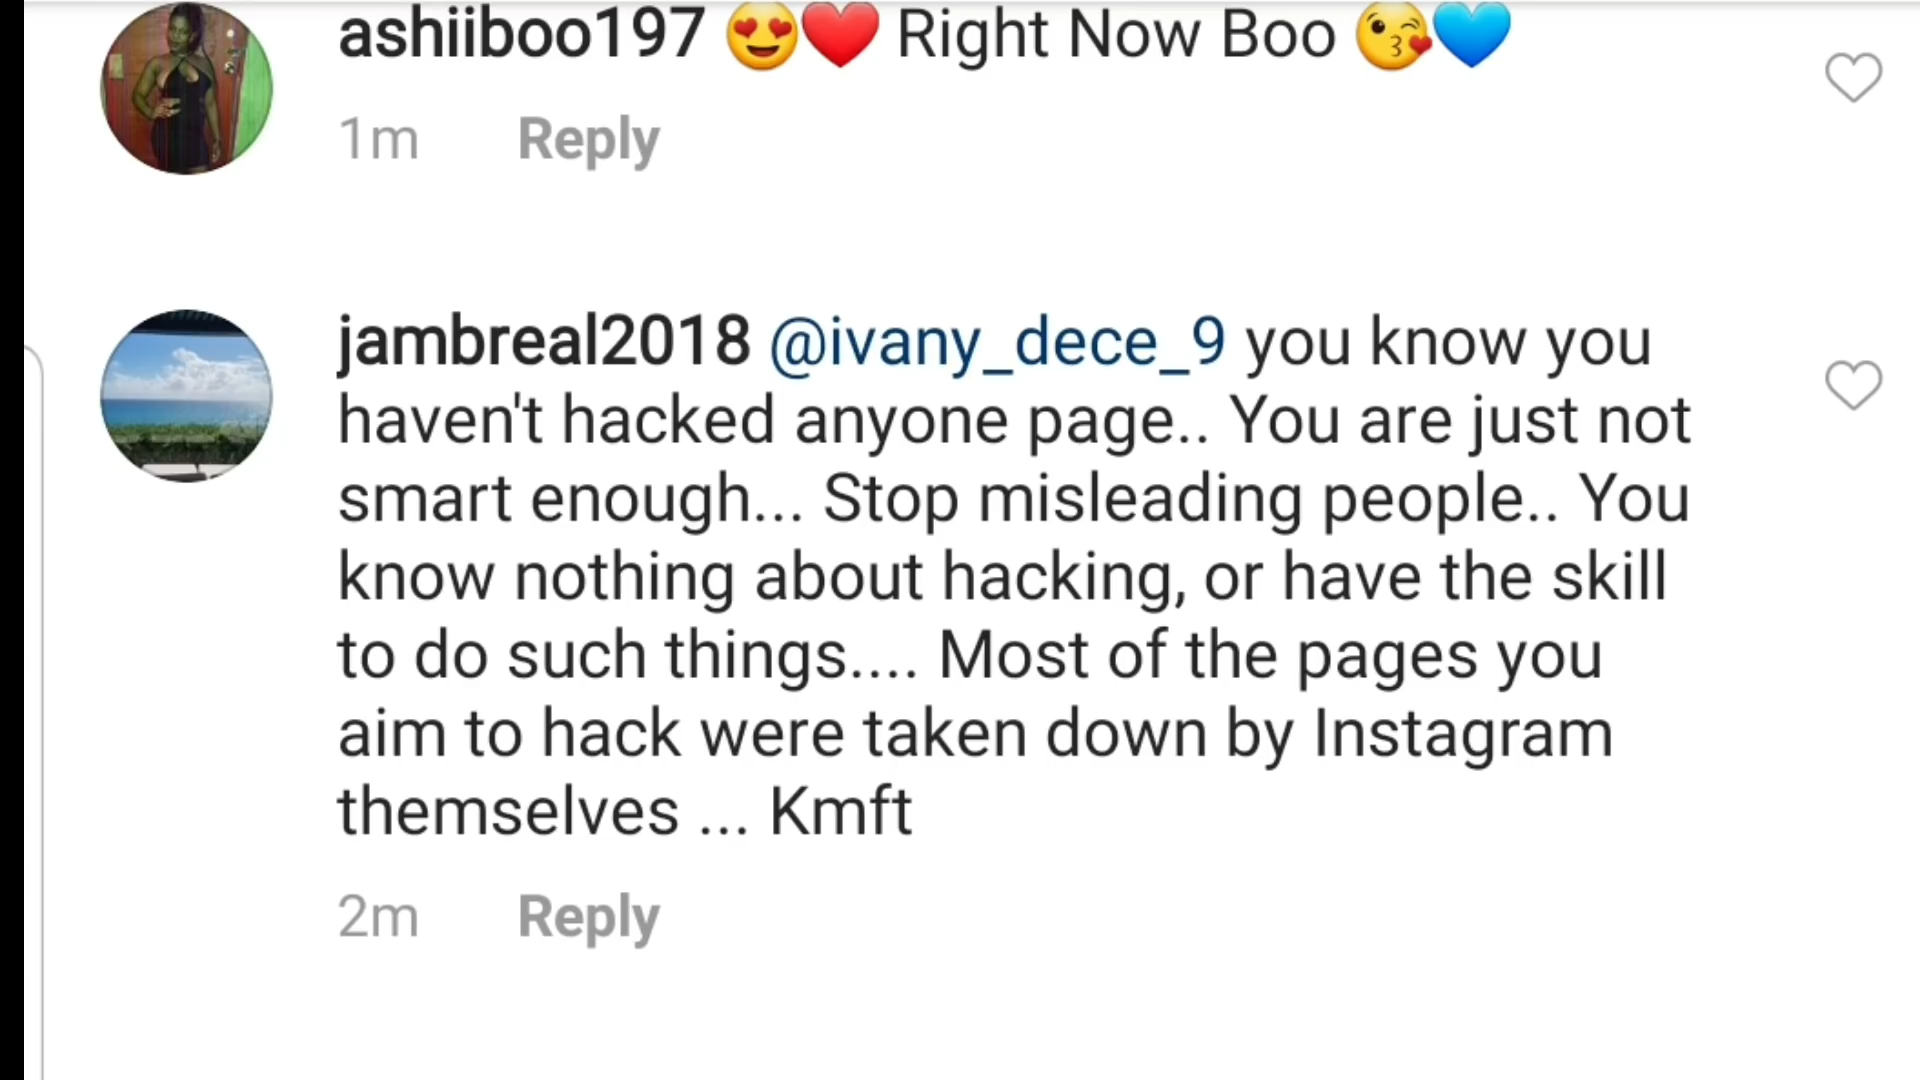 ashiiboo197 😍❤️ Right Now Boo 😘💙
1m Reply
jambreal2018 @ivany_dece_9 you know you
haven't hacked anyone page.. You are just not
smart enough... Stop misleading people.. You
know nothing about hacking, or have the skill
to do such things.... Most of the pages you
aim to hack were taken down by Instagram
themselves ... Kmft
2m Reply